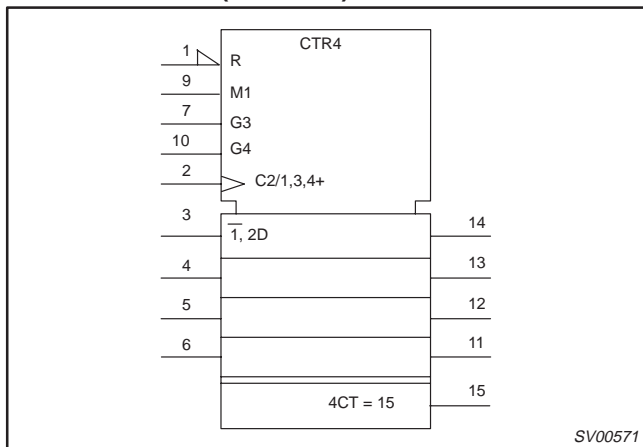 CTR4
1 R
9 M1
7 G3
10 G4
2 C2/1,3,4+
3 1̅, 2D 14
4 13
5 12
6 11
4CT = 15 15
SV00571